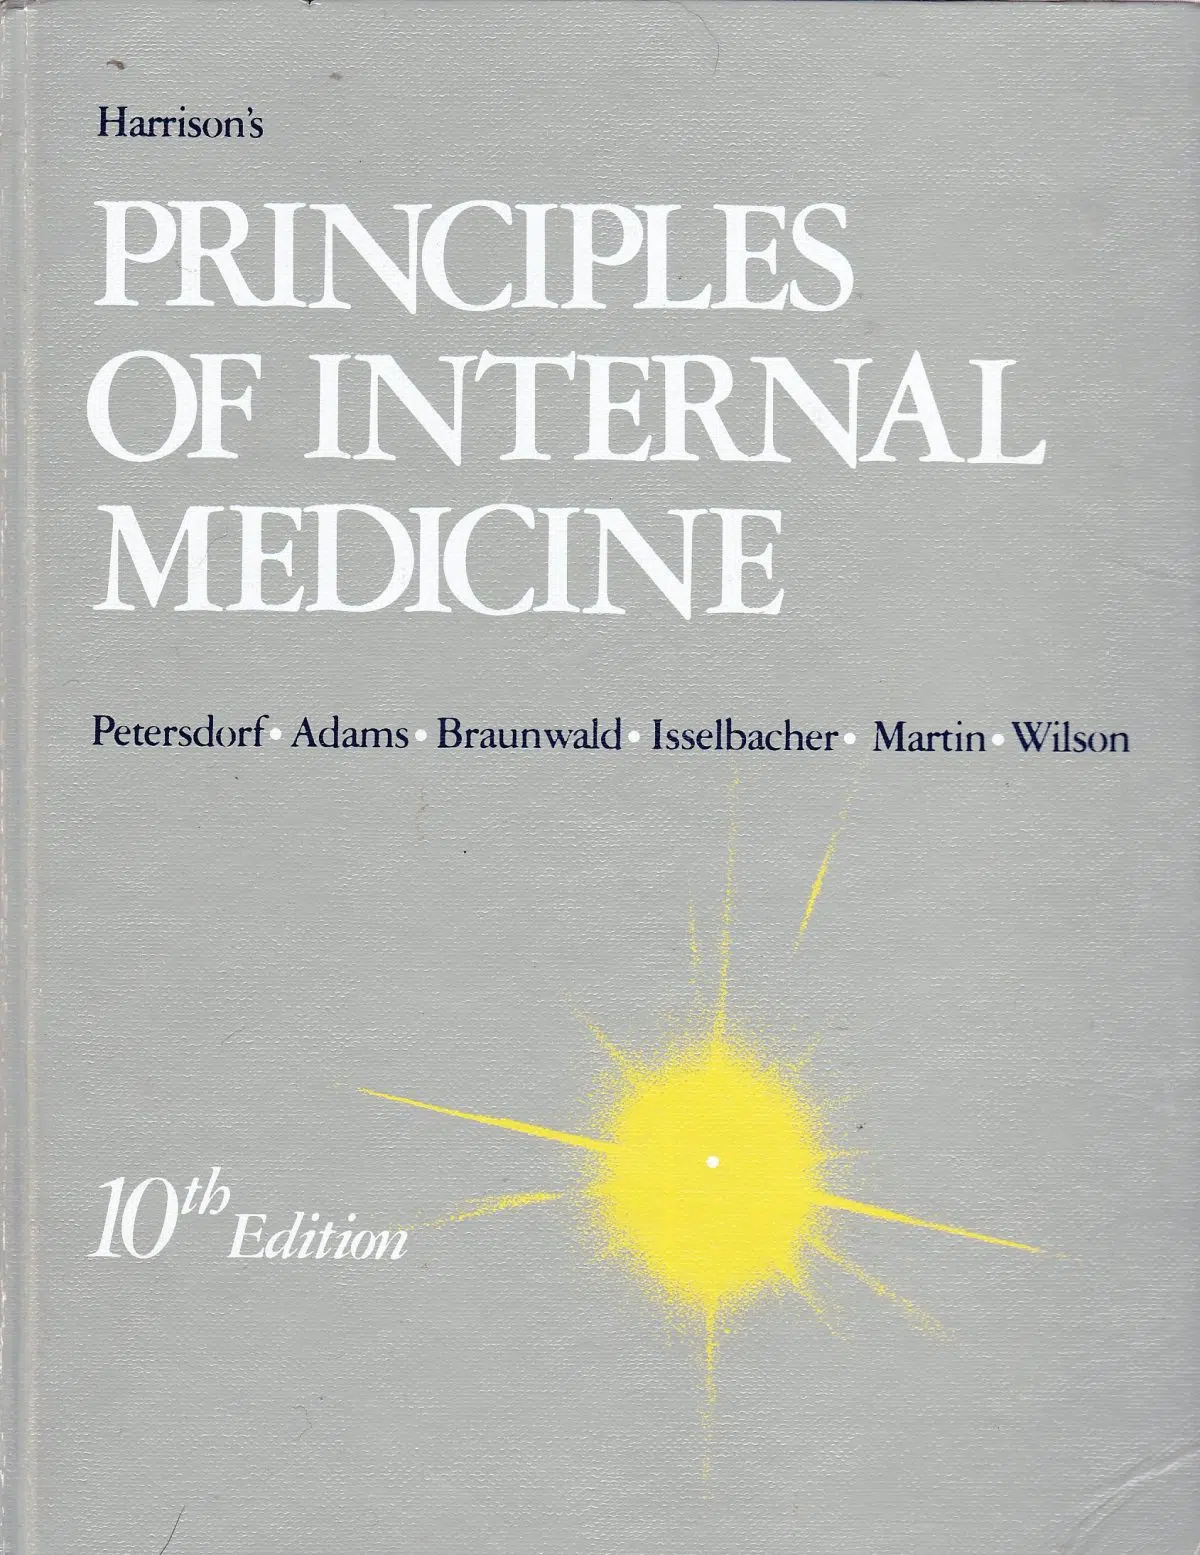 Harrison's
PRINCIPLES
OF INTERNAL
MEDICINE
Petersdorf • Adams • Braunwald • Isselbacher • Martin • Wilson
10th Edition